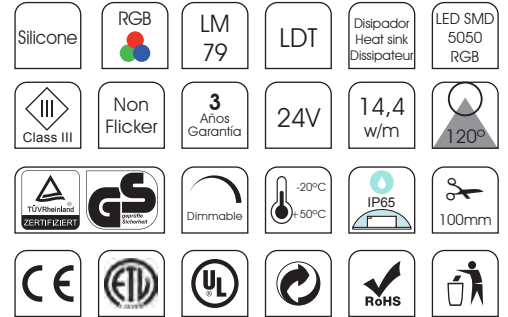 Silicone
RGB
LM
79
LDT
Disipador
Heat sink
Dissipateur
LED SMD
5050
RGB
III
Class III
Non
Flicker
3
Años
Garantía
24V
14,4
w/m
120º
TÜVRheinland
ZERTIFIZIERT
GS
geprüfte
Sicherheit
Dimmable
-20ºC
+50ºC
IP65
100mm
CE
ETL
UL
®
RoHS